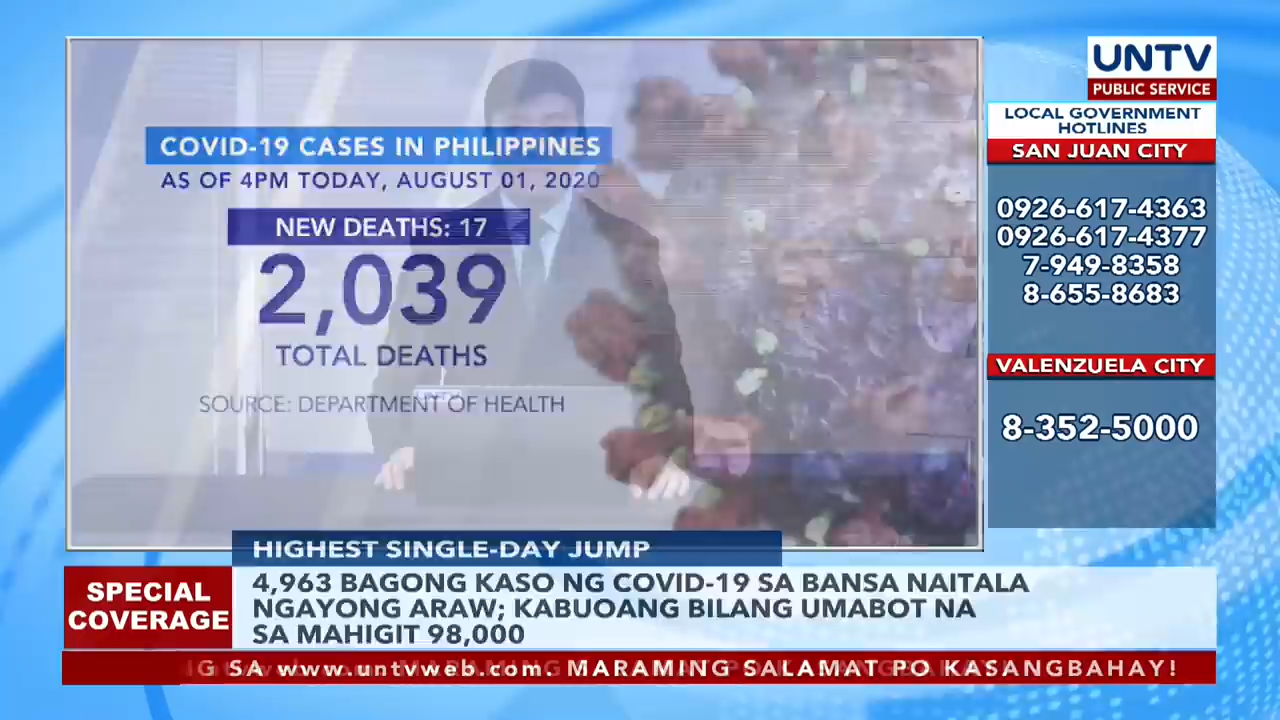 COVID-19 CASES IN PHILIPPINES
AS OF 4PM TODAY, AUGUST 01, 2020
NEW DEATHS: 17
2,039
TOTAL DEATHS
SOURCE: DEPARTMENT OF HEALTH
UNTV
PUBLIC SERVICE
LOCAL GOVERNMENT
HOTLINES
SAN JUAN CITY
0926-617-4363
0926-617-4377
7-949-8358
8-655-8683
VALENZUELA CITY
8-352-5000
HIGHEST SINGLE-DAY JUMP
SPECIAL
COVERAGE
4,963 BAGONG KASO NG COVID-19 SA BANSA NAITALA
NGAYONG ARAW; KABUOANG BILANG UMABOT NA
SA MAHIGIT 98,000
SA www.untvweb.com. MARAMING SALAMAT PO KASANGBAHAY!